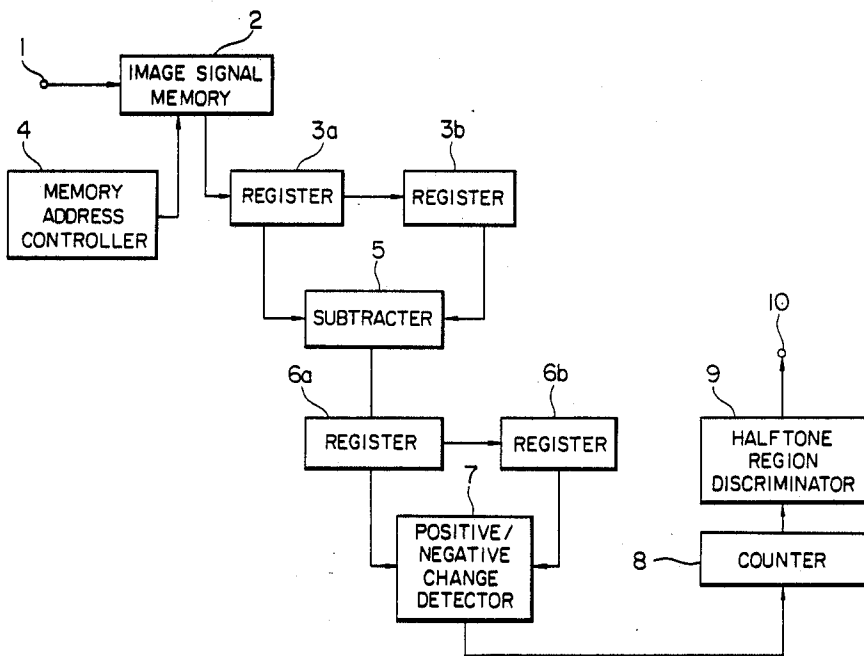 1
2
IMAGE SIGNAL
MEMORY
4
MEMORY
ADDRESS
CONTROLLER
3a
REGISTER
3b
REGISTER
5
SUBTRACTER
6a
REGISTER
6b
REGISTER
7
POSITIVE/
NEGATIVE
CHANGE
DETECTOR
10
9
HALFTONE
REGION
DISCRIMINATOR
8
COUNTER